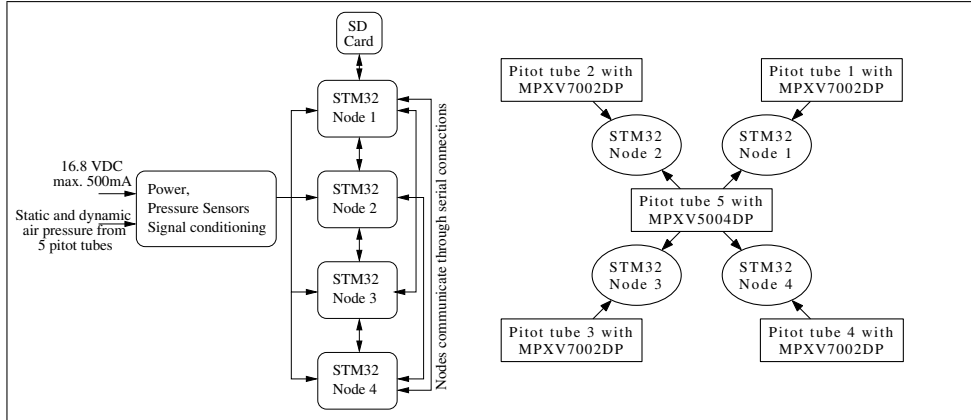 SD
Card
STM32
Node 1
STM32
Node 2
STM32
Node 3
STM32
Node 4
16.8 VDC
max. 500mA
Static and dynamic
air pressure from
5 pitot tubes
Power,
Pressure Sensors
Signal conditioning
Nodes communicate through serial connections
Pitot tube 2 with
MPXV7002DP
Pitot tube 1 with
MPXV7002DP
STM32
Node 2
STM32
Node 1
Pitot tube 5 with
MPXV5004DP
STM32
Node 3
STM32
Node 4
Pitot tube 3 with
MPXV7002DP
Pitot tube 4 with
MPXV7002DP